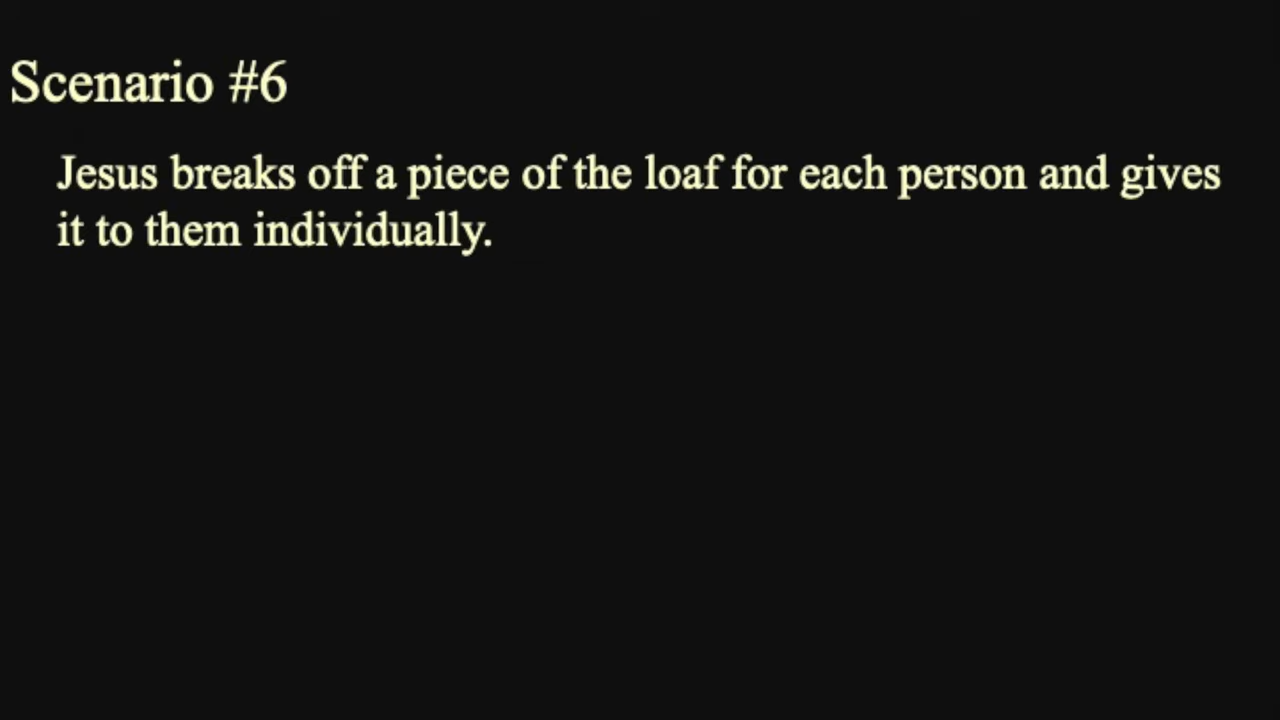 Scenario #6
Jesus breaks off a piece of the loaf for each person and gives
it to them individually.